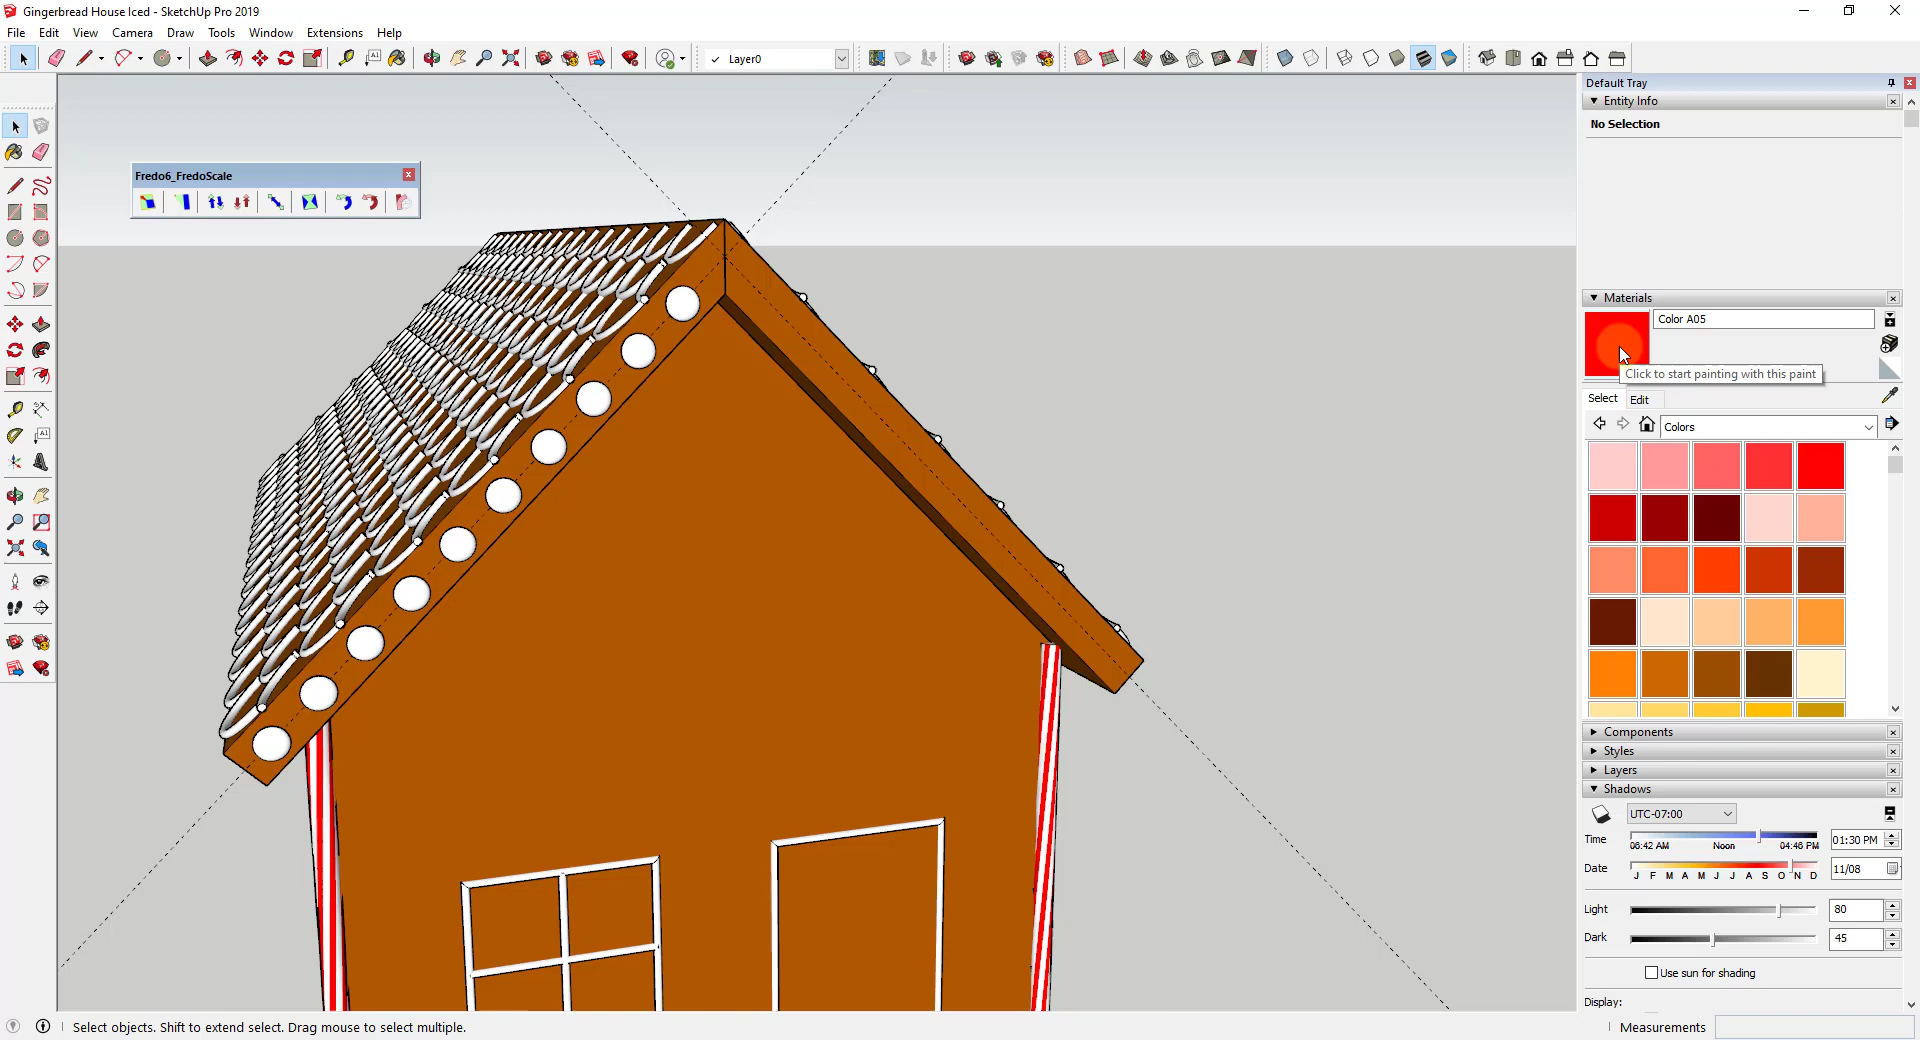 Gingerbread House Iced - SketchUp Pro 2019
File Edit View Camera Draw Tools Window Extensions Help
Layer0
Default Tray
Entity Info
No Selection
Fredo6_FredoScale
Materials
Color A05
Click to start painting with this paint
Select Edit
Colors
Components
Styles
Layers
Shadows
UTC-07:00
Time 06:42 AM Noon 04:46 PM 01:30 PM
Date J F M A M J J A S O N D 11/08
Light 80
Dark 45
Use sun for shading
Display:
Select objects. Shift to extend select. Drag mouse to select multiple.
Measurements